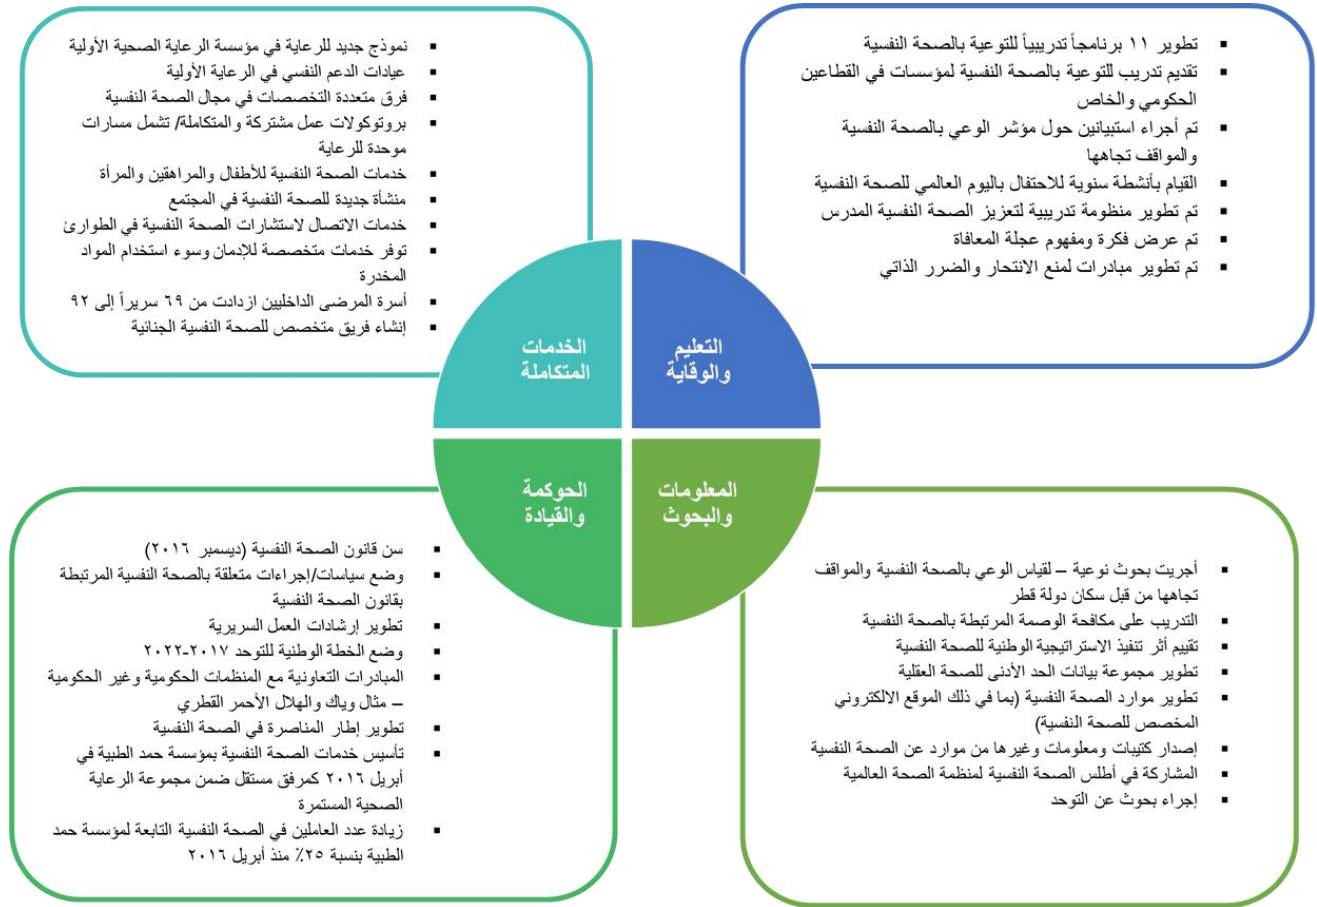 تطوير ١١ برنامجاً تدريبياً للتوعية بالصحة النفسية
تقديم تدريب للتوعية بالصحة النفسية لمؤسسات في القطاعين
الحكومي والخاص
تم أجراء استبيانين حول مؤشر الوعي بالصحة النفسية
والمواقف تجاهها
القيام بأنشطة سنوية للاحتفال باليوم العالمي للصحة النفسية
تم تطوير منظومة تدريبية لتعزيز الصحة النفسية المدرس
تم عرض فكرة ومفهوم عجلة المعافاة
تم تطوير مبادرات لمنع الانتحار والضرر الذاتي
نموذج جديد للرعاية في مؤسسة الرعاية الصحية الأولية
عيادات الدعم النفسي في الرعاية الأولية
فرق متعددة التخصصات في مجال الصحة النفسية
بروتوكولات عمل مشتركة والمتكاملة/ تشمل مسارات
موحدة للرعاية
خدمات الصحة النفسية للأطفال والمراهقين والمرأة
منشأة جديدة للصحة النفسية في المجتمع
خدمات الاتصال لاستشارات الصحة النفسية في الطوارئ
توفر خدمات متخصصة للإدمان وسوء استخدام المواد
المخدرة
أسرة المرضى الداخليين ازدادت من ٦٩ سريراً إلى ٩٢
إنشاء فريق متخصص للصحة النفسية الجنائية
التعليم
والوقاية
الخدمات
المتكاملة
المعلومات
والبحوث
الحوكمة
والقيادة
أجريت بحوث نوعية – لقياس الوعي بالصحة النفسية والمواقف
تجاهها من قبل سكان دولة قطر
التدريب على مكافحة الوصمة المرتبطة بالصحة النفسية
تقييم أثر تنفيذ الاستراتيجية الوطنية للصحة النفسية
تطوير مجموعة بيانات الحد الأدنى للصحة العقلية
تطوير موارد الصحة النفسية (بما في ذلك الموقع الالكتروني
المخصص للصحة النفسية)
إصدار كتيبات ومعلومات وغيرها من موارد عن الصحة النفسية
المشاركة في أطلس الصحة النفسية لمنظمة الصحة العالمية
إجراء بحوث عن التوحد
سن قانون الصحة النفسية (ديسمبر ٢٠١٦)
وضع سياسات/إجراءات متعلقة بالصحة النفسية المرتبطة
بقانون الصحة النفسية
تطوير إرشادات العمل السريرية
وضع الخطة الوطنية للتوحد ٢٠١٧-٢٠٢٢
المبادرات التعاونية مع المنظمات الحكومية وغير الحكومية
– مثال وياك والهلال الأحمر القطري
تطوير إطار المناصرة في الصحة النفسية
تأسيس خدمات الصحة النفسية بمؤسسة حمد الطبية في
أبريل ٢٠١٦ كمرفق مستقل ضمن مجموعة الرعاية
الصحية المستمرة
زيادة عدد العاملين في الصحة النفسية التابعة لمؤسسة حمد
الطبية بنسبة ٢٥٪ منذ أبريل ٢٠١٦